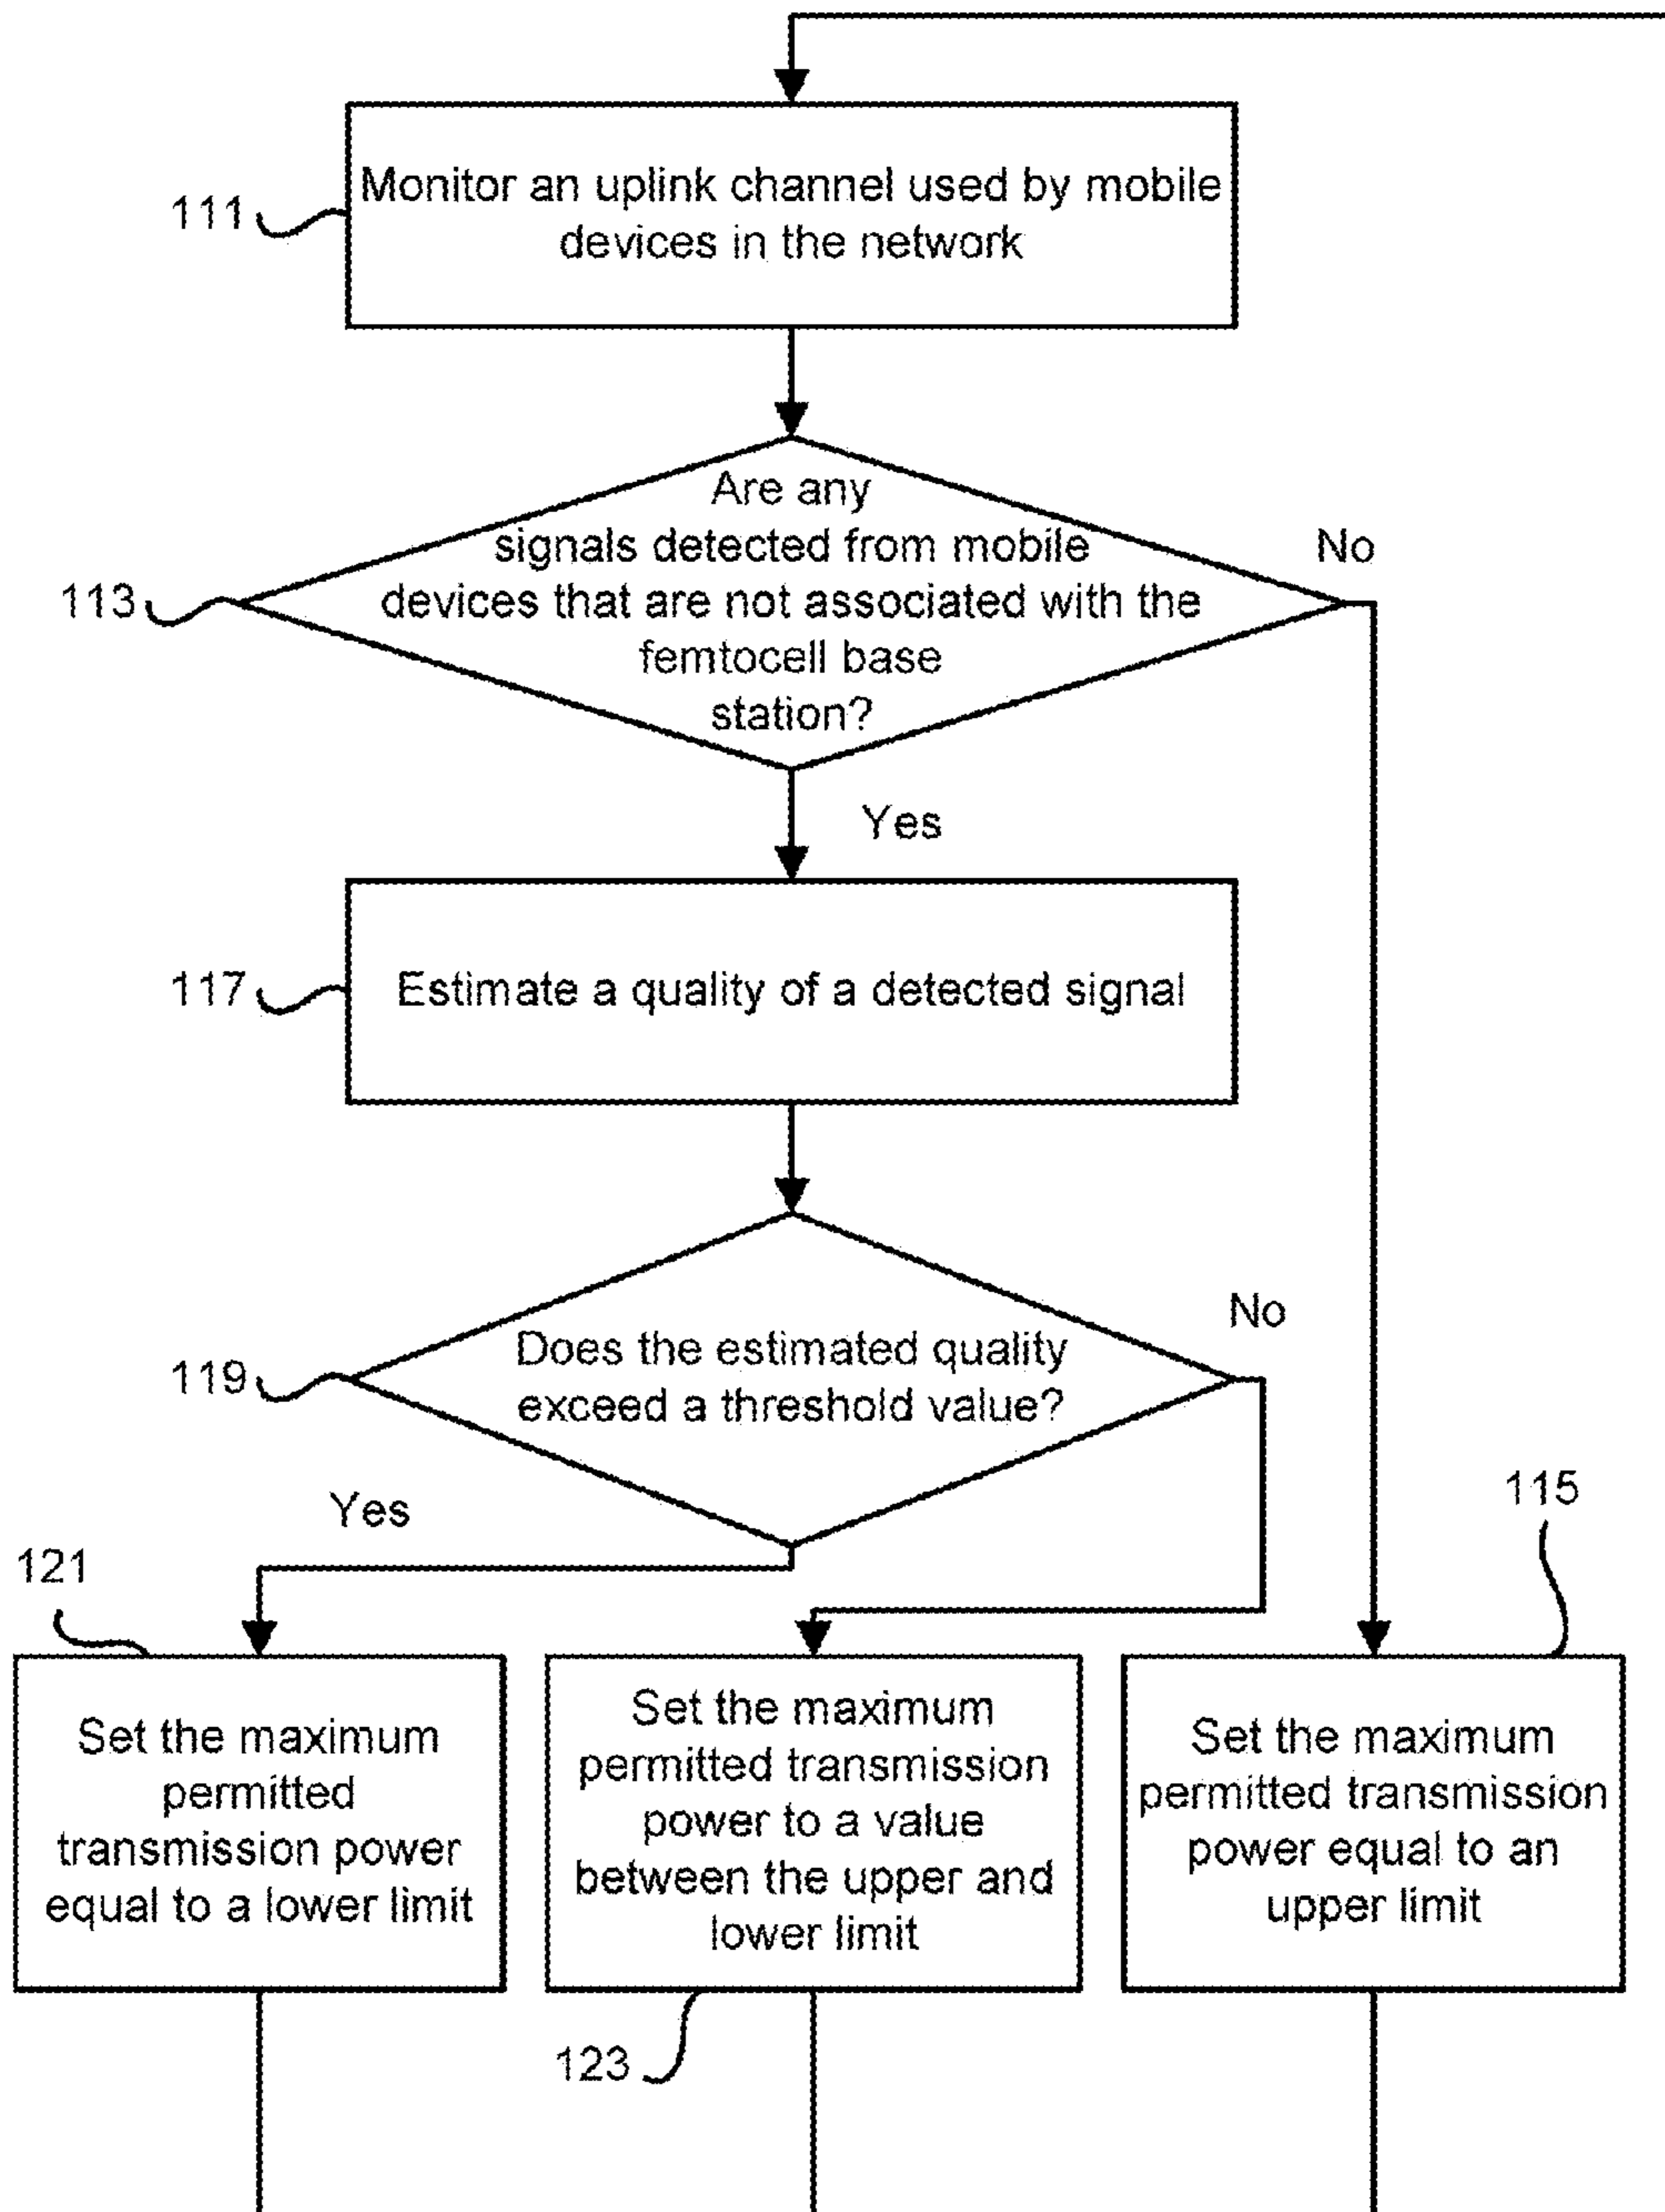 111
Monitor an uplink channel used by mobile
devices in the network
113
Are any
signals detected from mobile
devices that are not associated with the
femtocell base
station?
No
Yes
117
Estimate a quality of a detected signal
119
Does the estimated quality
exceed a threshold value?
No
Yes
121
Set the maximum
permitted
transmission power
equal to a lower limit
Set the maximum
permitted transmission
power to a value
between the upper and
lower limit
123
115
Set the maximum
permitted transmission
power equal to an
upper limit